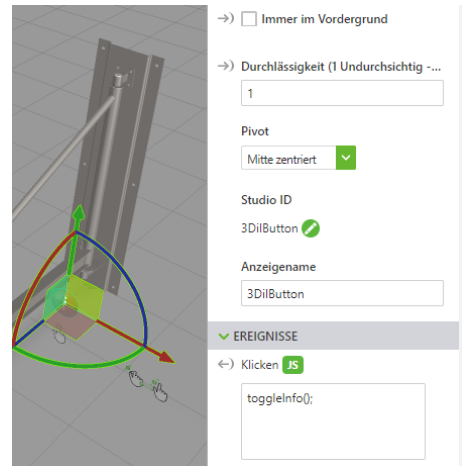 Immer im Vordergrund
Durchlässigkeit (1 Undurchsichtig -...
1
Pivot
Mitte zentriert
Studio ID
3DilButton
Anzeigename
3DilButton
EREIGNISSE
Klicken JS
toggleInfo();